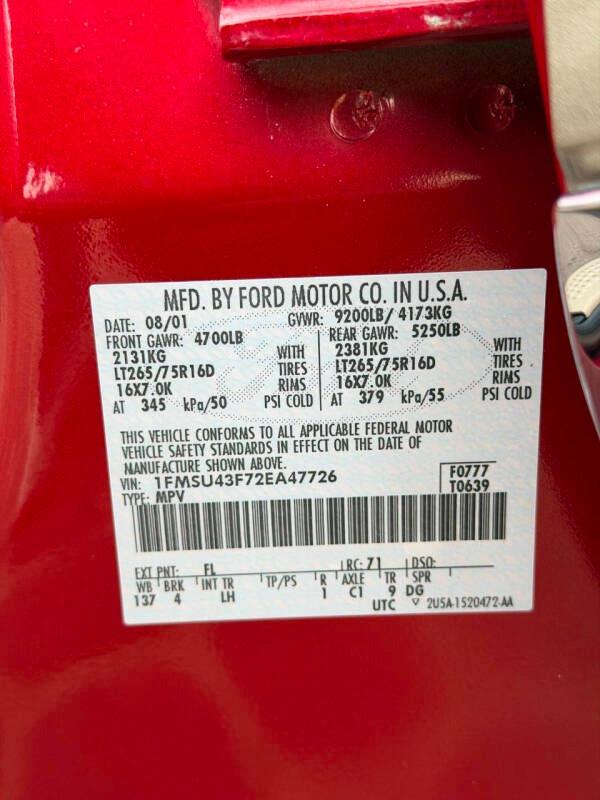 MFD. BY FORD MOTOR CO. IN U.S.A.
DATE: 08/01 GVWR: 9200LB/ 4173KG
FRONT GAWR: 4700LB REAR GAWR: 5250LB
2131KG WITH 2381KG WITH
LT265/75R16D TIRES LT265/75R16D TIRES
16X7.0K RIMS 16X7.0K RIMS
AT 345 kPa/50 PSI COLD AT 379 kPa/55 PSI COLD
THIS VEHICLE CONFORMS TO ALL APPLICABLE FEDERAL MOTOR
VEHICLE SAFETY STANDARDS IN EFFECT ON THE DATE OF
MANUFACTURE SHOWN ABOVE.
VIN: 1FMSU43F72EA47726 F0777
TYPE: MPV T0639
EXT PNT: FL RC: 71 DSO:
WB BRK INT TR TP/PS R AXLE TR SPR
137 4 LH 1 C1 9 DG
UTC ▽ 2U5A-1520472-AA